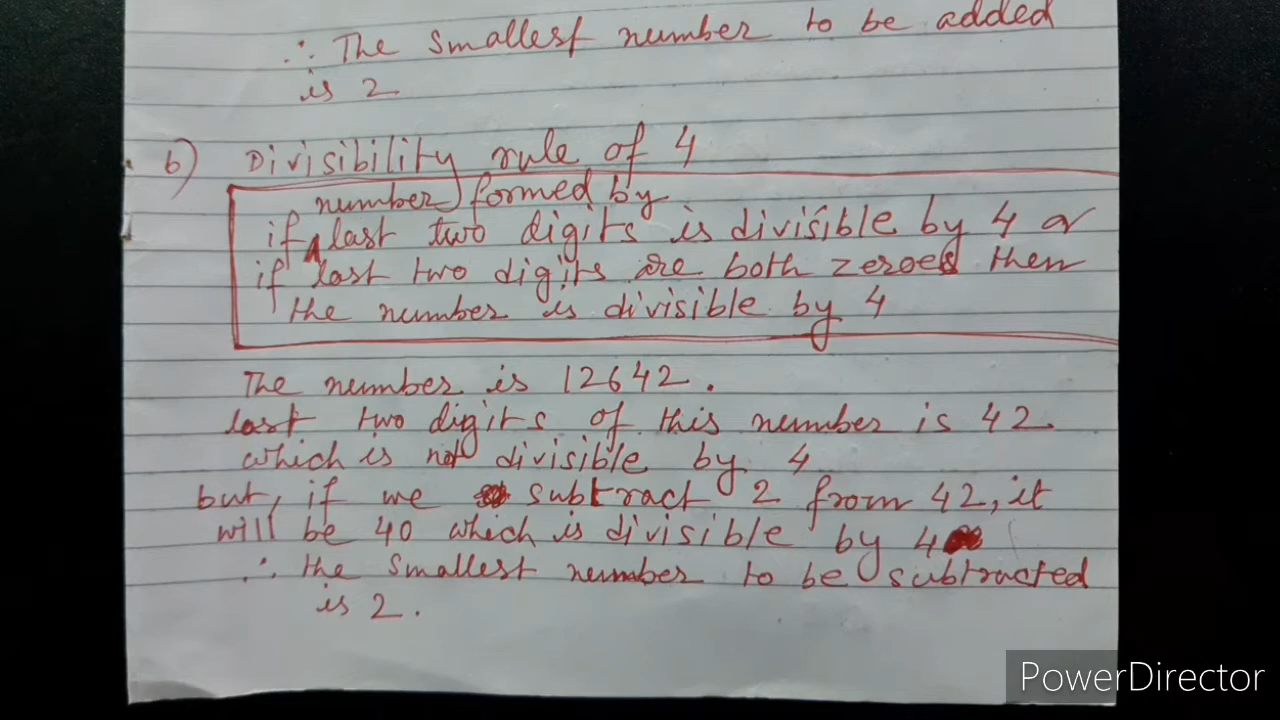 ∴ The smallest number to be added
is 2
b) Divisibility rule of 4
number formed by
if last two digits is divisible by 4 or
if last two digits are both zeroes then
the number is divisible by 4
The number is 12642.
last two digits of this number is 42
which is not divisible by 4
but, if we subtract 2 from 42, it
will be 40 which is divisible by 4
∴ the smallest number to be subtracted
is 2.
PowerDirector